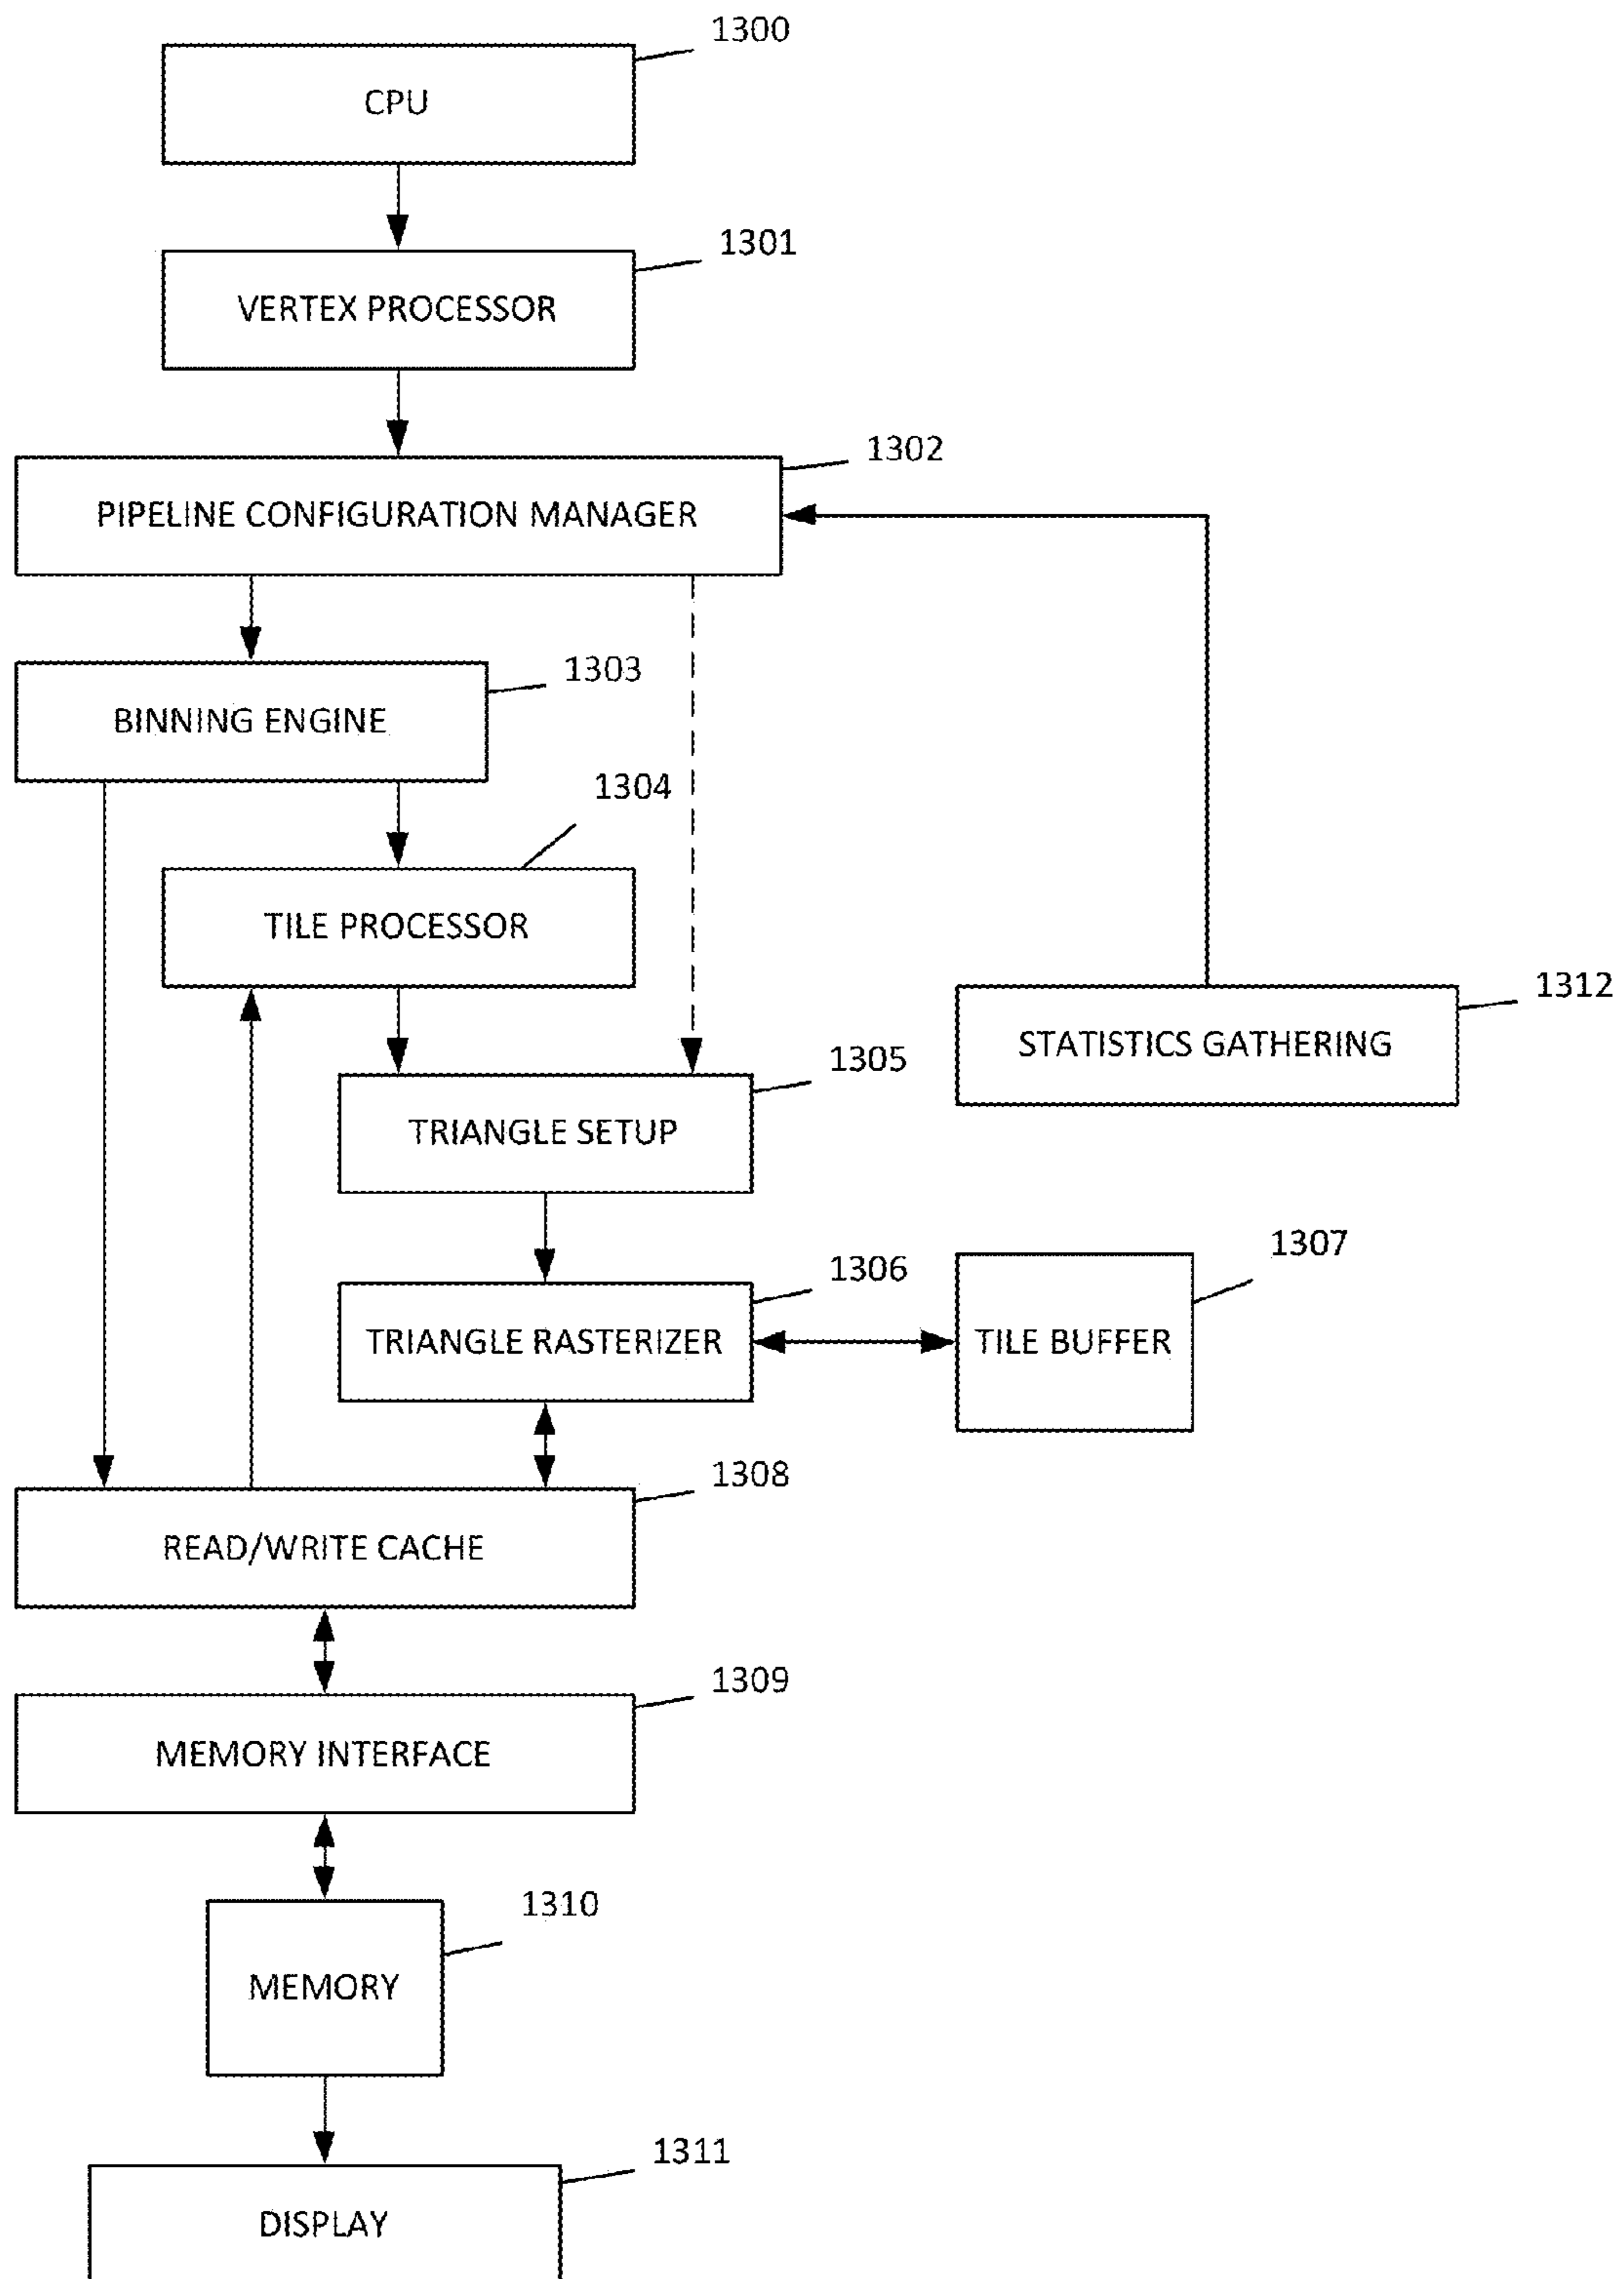 1300
CPU
1301
VERTEX PROCESSOR
1302
PIPELINE CONFIGURATION MANAGER
1303
BINNING ENGINE
1304
TILE PROCESSOR
1312
STATISTICS GATHERING
1305
TRIANGLE SETUP
1306
TRIANGLE RASTERIZER
1307
TILE BUFFER
1308
READ/WRITE CACHE
1309
MEMORY INTERFACE
1310
MEMORY
1311
DISPLAY